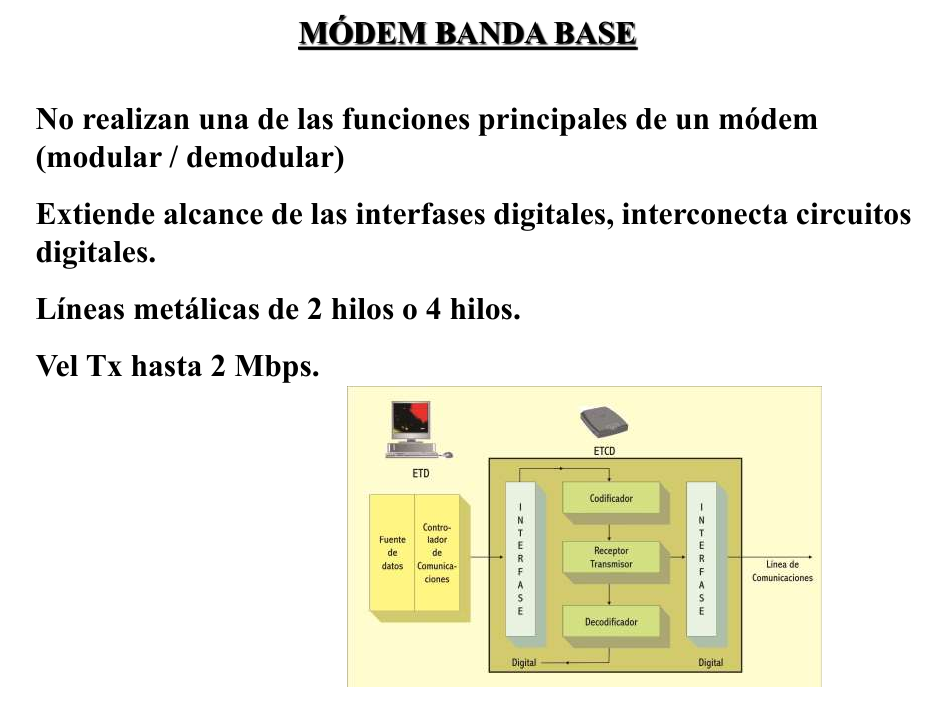 MÓDEM BANDA BASE
No realizan una de las funciones principales de un módem
(modular / demodular)
Extiende alcance de las interfases digitales, interconecta circuitos
digitales.
Líneas metálicas de 2 hilos o 4 hilos.
Vel Tx hasta 2 Mbps.
ETD
ETCD
Fuente
de
datos
Contro-
lador
de
Comunica-
ciones
I
N
T
E
R
F
A
S
E
Codificador
Receptor
Transmisor
Decodificador
I
N
T
E
R
F
A
S
E
Linea de
Comunicaciones
Digital
Digital